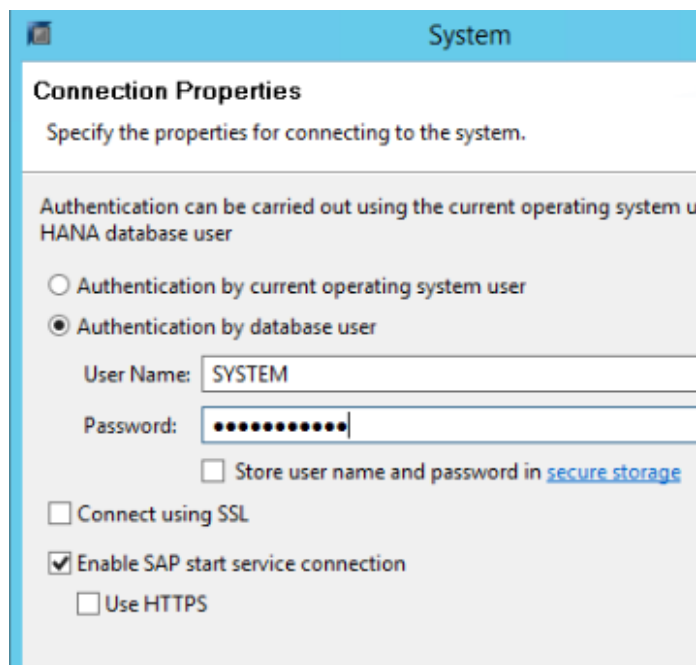 System
Connection Properties
Specify the properties for connecting to the system.
Authentication can be carried out using the current operating system u
HANA database user
Authentication by current operating system user
Authentication by database user
User Name: SYSTEM
Password: ●●●●●●●●●●●
Store user name and password in secure storage
Connect using SSL
Enable SAP start service connection
Use HTTPS